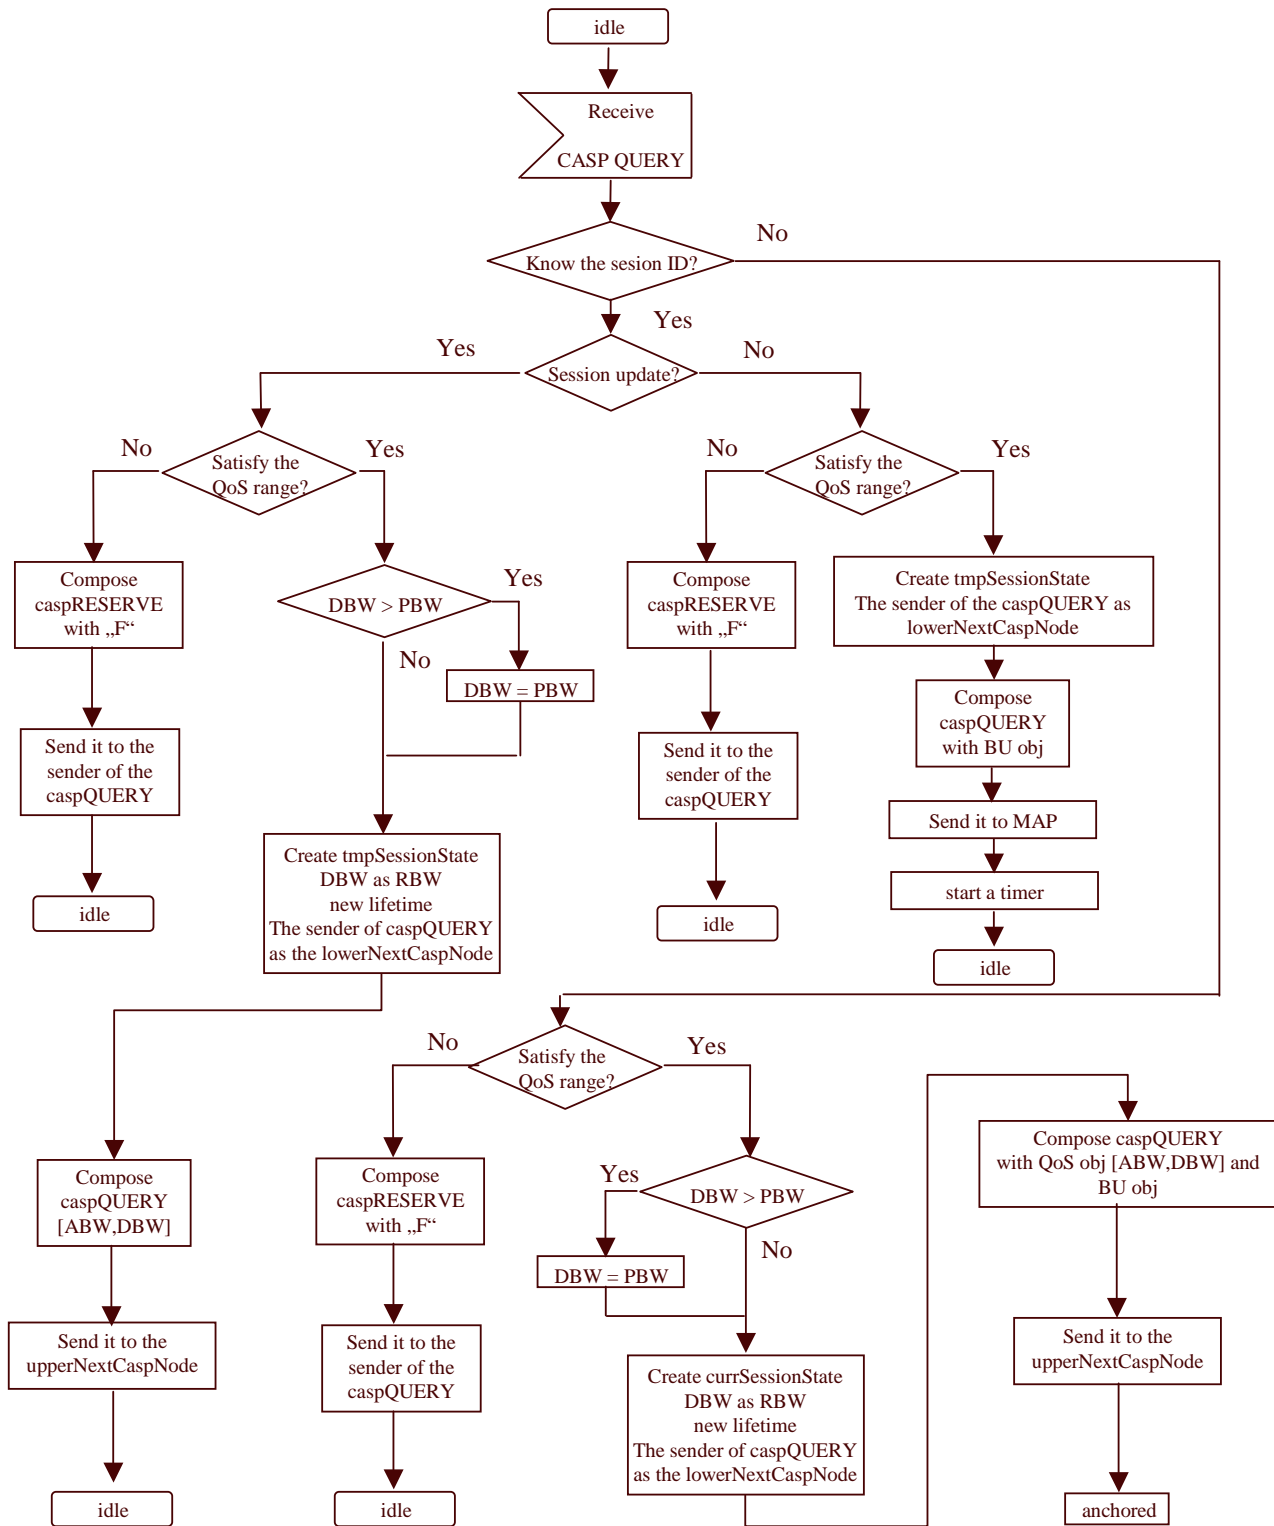 idle
Receive
CASP QUERY
No
Know the sesion ID?
Yes
Yes
No
Session update?
No
Yes
Satisfy the
QoS range?
No
Yes
Satisfy the
QoS range?
Compose
caspRESERVE
with „F“
Yes
DBW > PBW
No
DBW = PBW
Compose
caspRESERVE
with „F“
Create tmpSessionState
The sender of the caspQUERY as
lowerNextCaspNode
Compose
caspQUERY
with BU obj
Send it to the
sender of the
caspQUERY
Send it to the
sender of the
caspQUERY
Send it to MAP
start a timer
idle
idle
idle
Create tmpSessionState
DBW as RBW
new lifetime
The sender of caspQUERY
as the lowerNextCaspNode
No
Yes
Satisfy the
QoS range?
Compose
caspQUERY
[ABW,DBW]
Compose
caspRESERVE
with „F“
Yes
DBW > PBW
No
DBW = PBW
Compose caspQUERY
with QoS obj [ABW,DBW] and
BU obj
Send it to the
upperNextCaspNode
Send it to the
sender of the
caspQUERY
Create currSessionState
DBW as RBW
new lifetime
The sender of caspQUERY
as the lowerNextCaspNode
Send it to the
upperNextCaspNode
idle
idle
anchored